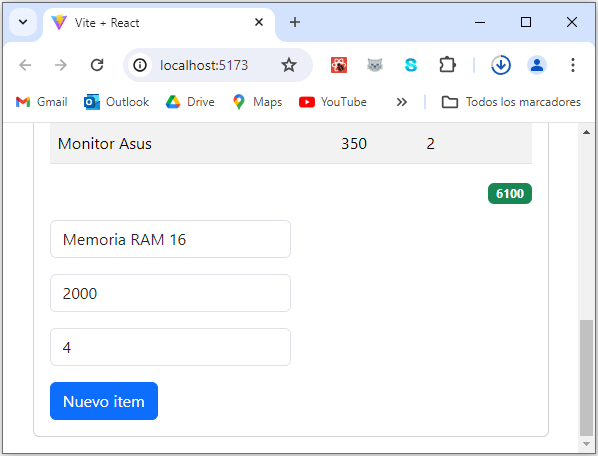 Vite + React
localhost:5173
Gmail Outlook Drive Maps YouTube Todos los marcadores
Monitor Asus 350 2
6100
Memoria RAM 16
2000
4
Nuevo item